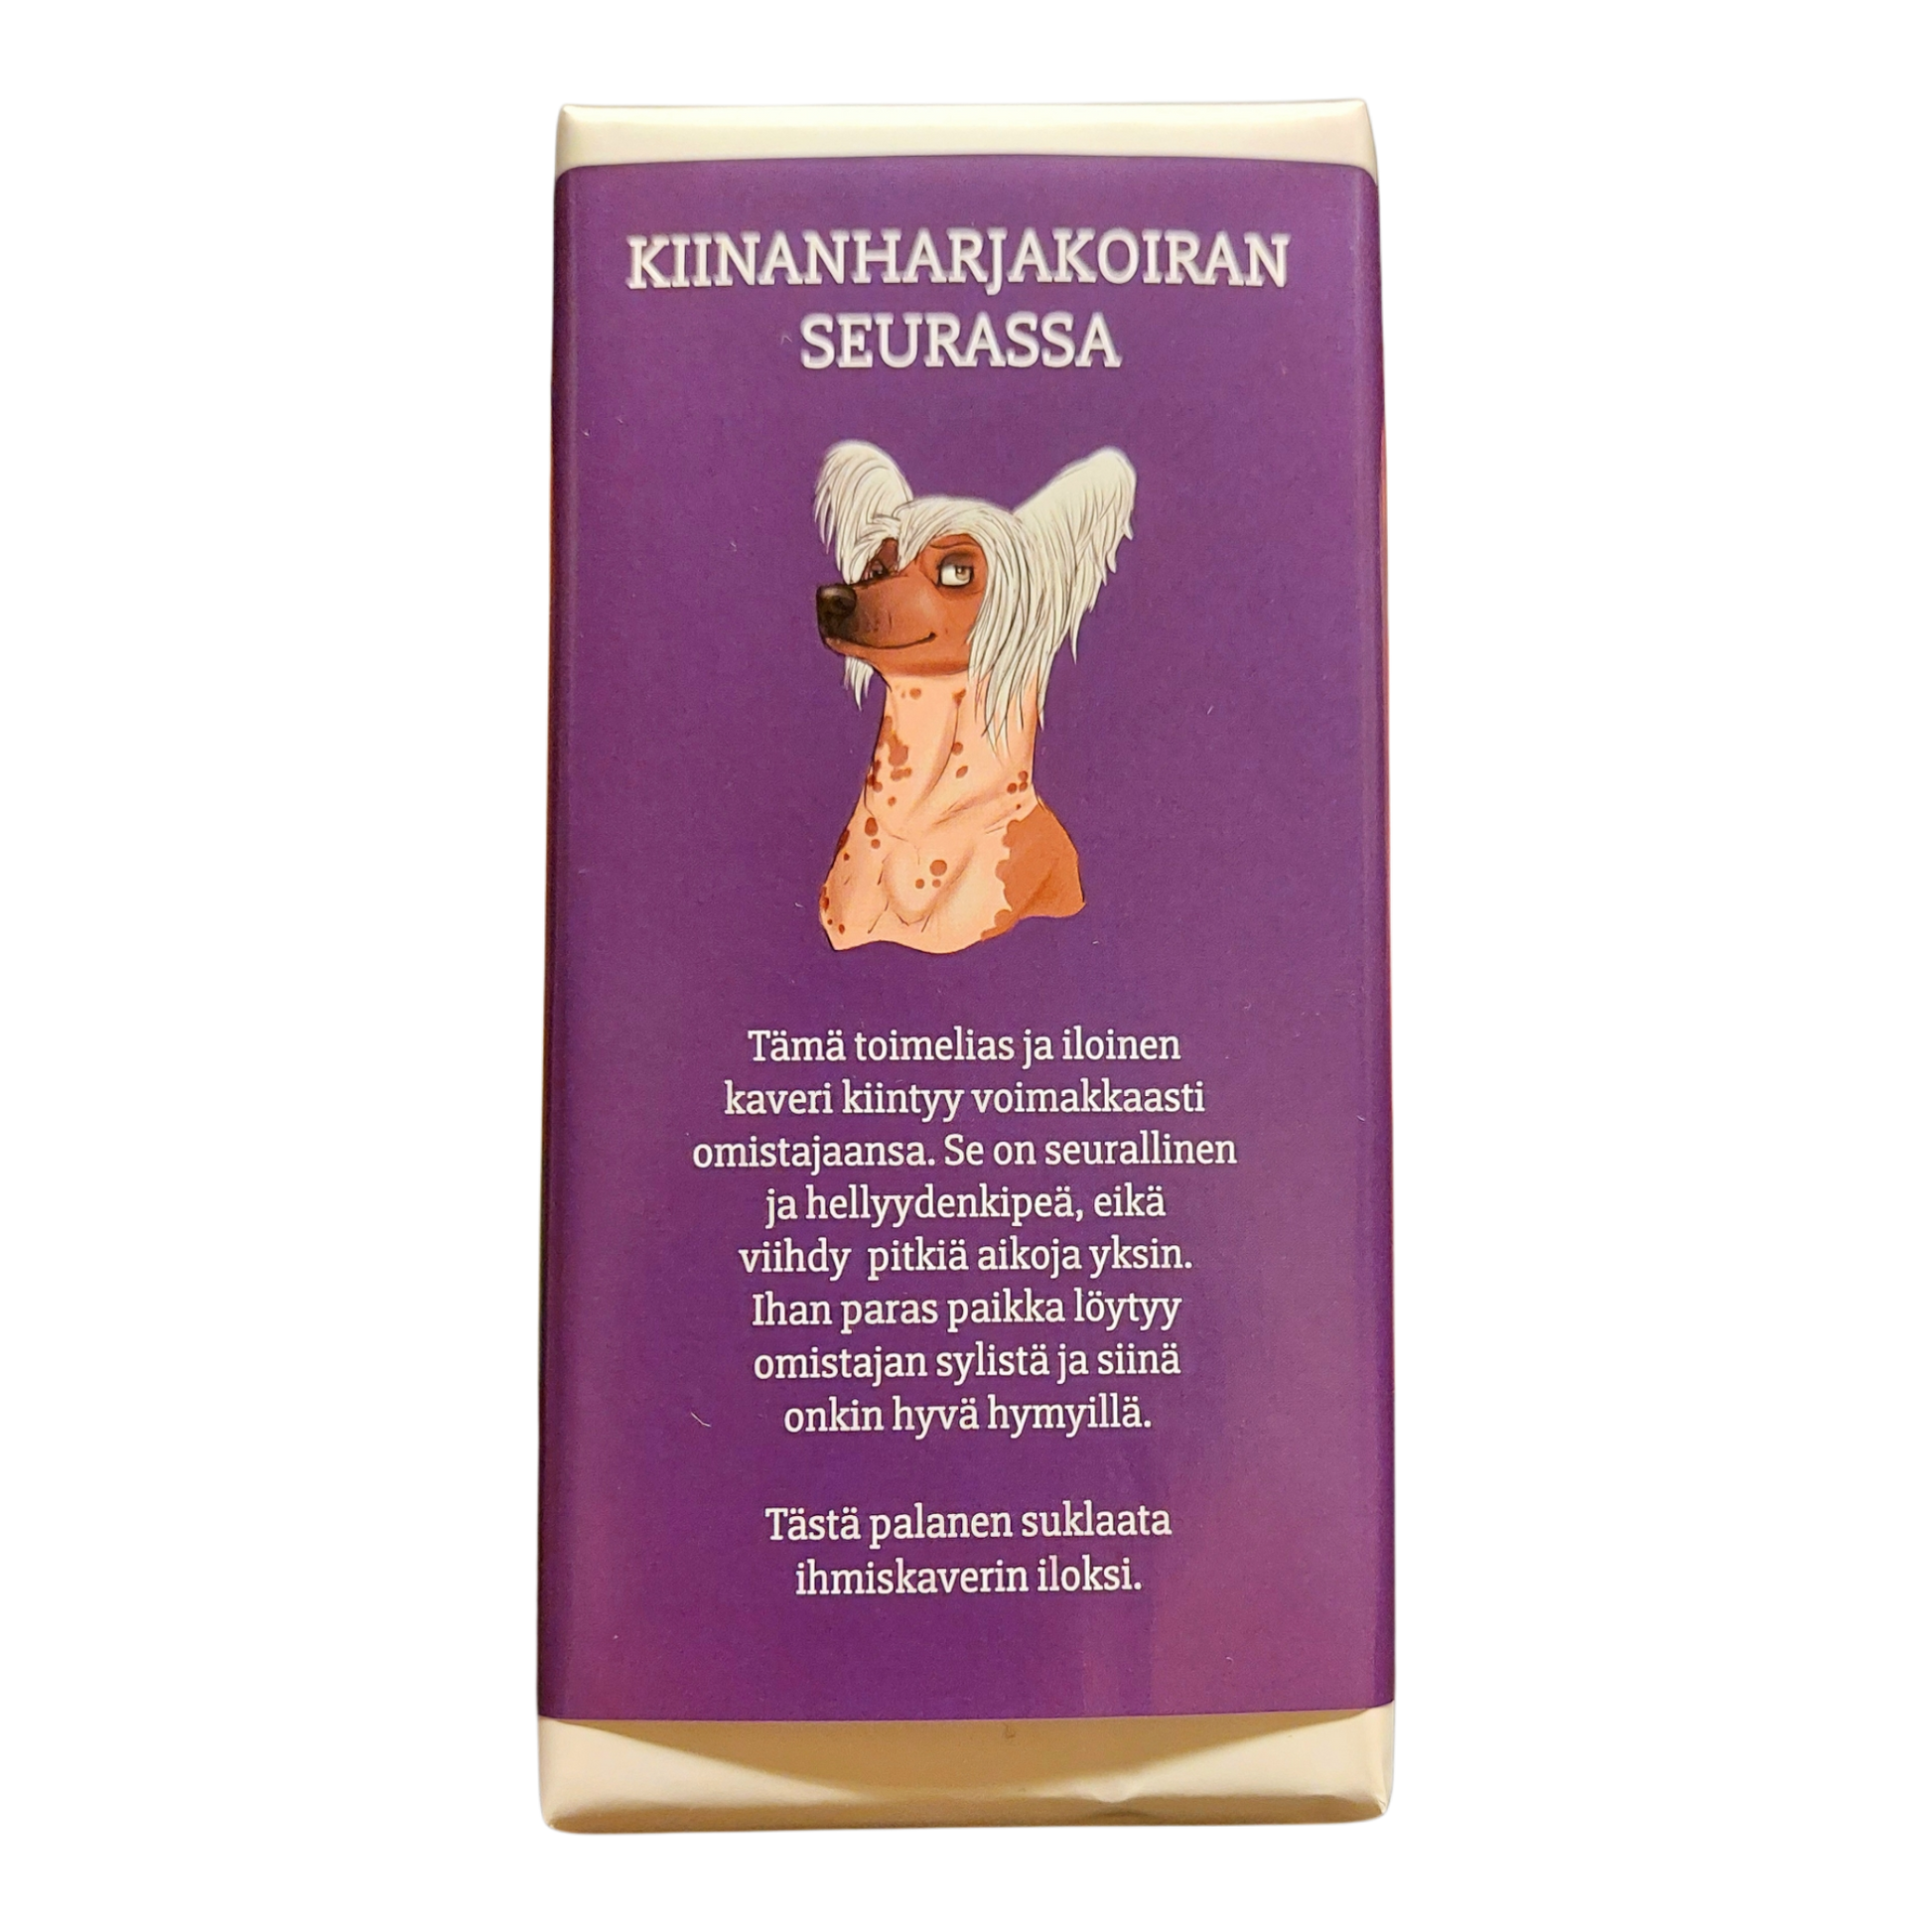 KIINANHARJAKOIRAN
SEURASSA
Tämä toimelias ja iloinen
kaveri kiintyy voimakkaasti
omistajaansa. Se on seurallinen
ja hellyydenkipeä, eikä
viihdy pitkiä aikoja yksin.
Ihan paras paikka löytyy
omistajan sylistä ja siinä
onkin hyvä hymyillä.
Tästä palanen suklaata
ihmiskaverin iloksi.